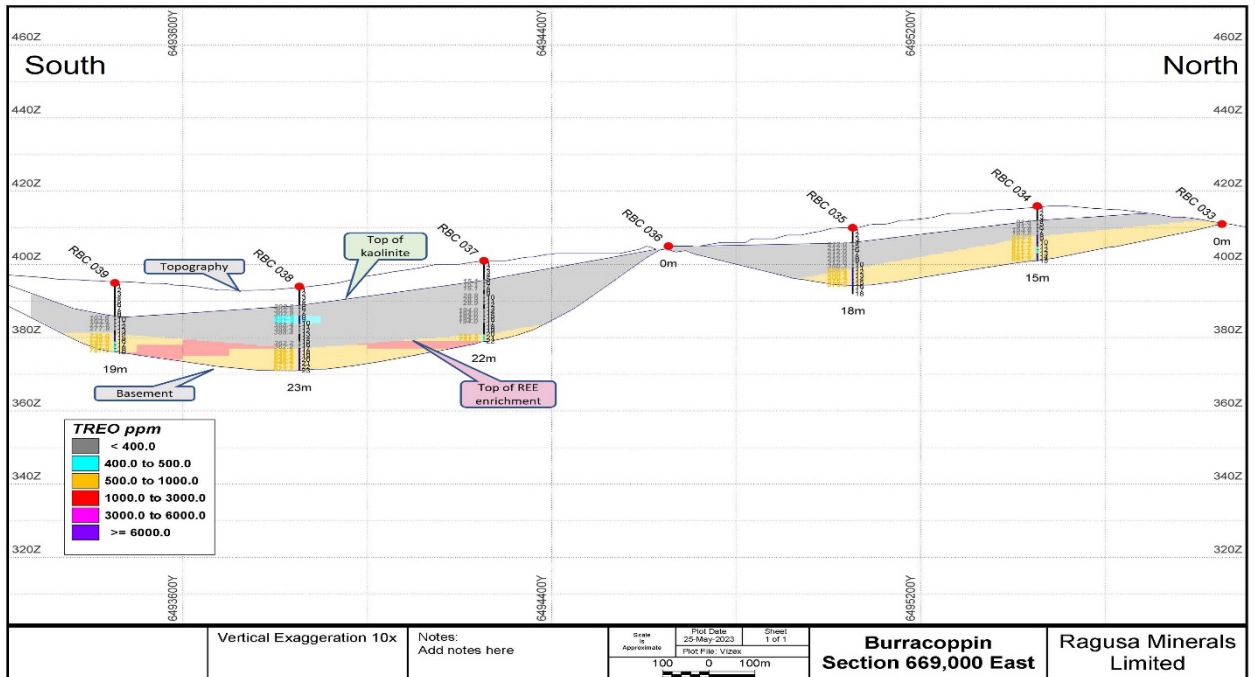 6493600Y
6494400Y
6495200Y
460Z
460Z
South
North
440Z
440Z
420Z
420Z
RBC 039
RBC 038
RBC 037
RBC 036
RBC 035
RBC 034
RBC 033
Topography
Top of
kaolinite
400Z
400Z
0m
0m
15m
18m
380Z
380Z
19m
23m
22m
Basement
Top of REE
enrichment
360Z
360Z
TREO ppm
< 400.0
400.0 to 500.0
500.0 to 1000.0
1000.0 to 3000.0
3000.0 to 6000.0
>= 6000.0
340Z
340Z
320Z
320Z
6493600Y
6494400Y
6495200Y
Vertical Exaggeration 10x
Notes:
Add notes here
Scale
is
Approximate
Plot Date
25-May-2023
Sheet
1 of 1
Plot File: Vizex
100 0 100m
Burracoppin
Section 669,000 East
Ragusa Minerals
Limited